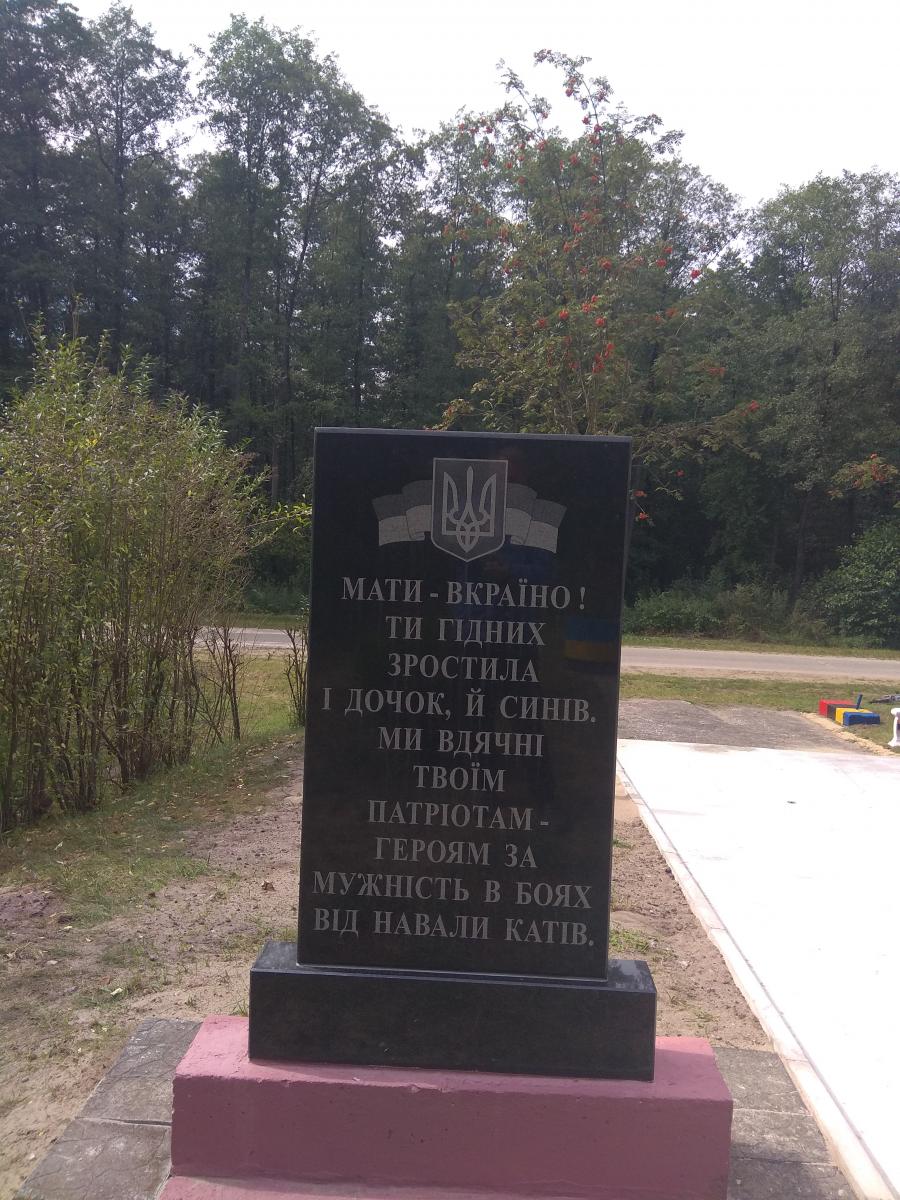 МАТИ - ВКРАЇНО !
ТИ ГІДНИХ
ЗРОСТИЛА
І ДОЧОК, Й СИНІВ.
МИ ВДЯЧНІ
ТВОЇМ
ПАТРІОТАМ -
ГЕРОЯМ ЗА
МУЖНІСТЬ В БОЯХ
ВІД НАВАЛИ КАТІВ.